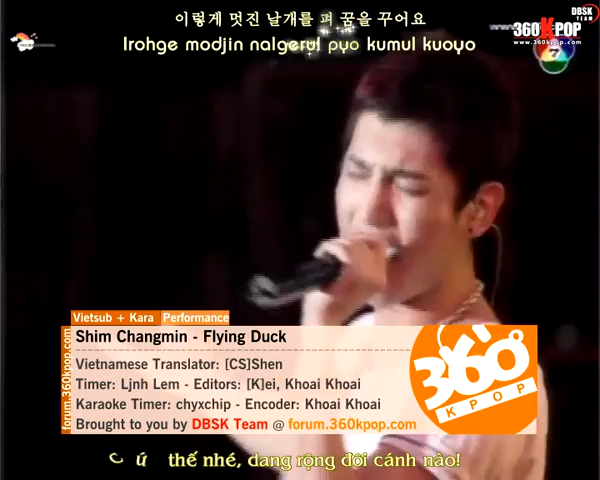 이렇게 멋진 날개를 펴 꿈을 꾸어요
Irohge modjin nalgerul pyo kumul kuoyo
DBSK
TEAM
360KPOP
www.360kpop.com
7
Vietsub + Kara Performance
forum.360kpop.com
Shim Changmin - Flying Duck
Vietnamese Translator: [CS]Shen
Timer: Ljnh Lem - Editors: [K]ei, Khoai Khoai
Karaoke Timer: chyxchip - Encoder: Khoai Khoai
Brought to you by DBSK Team @ forum.360kpop.com
360°
KPOP
C ứ thế nhé, dang rộng đôi cánh nào!